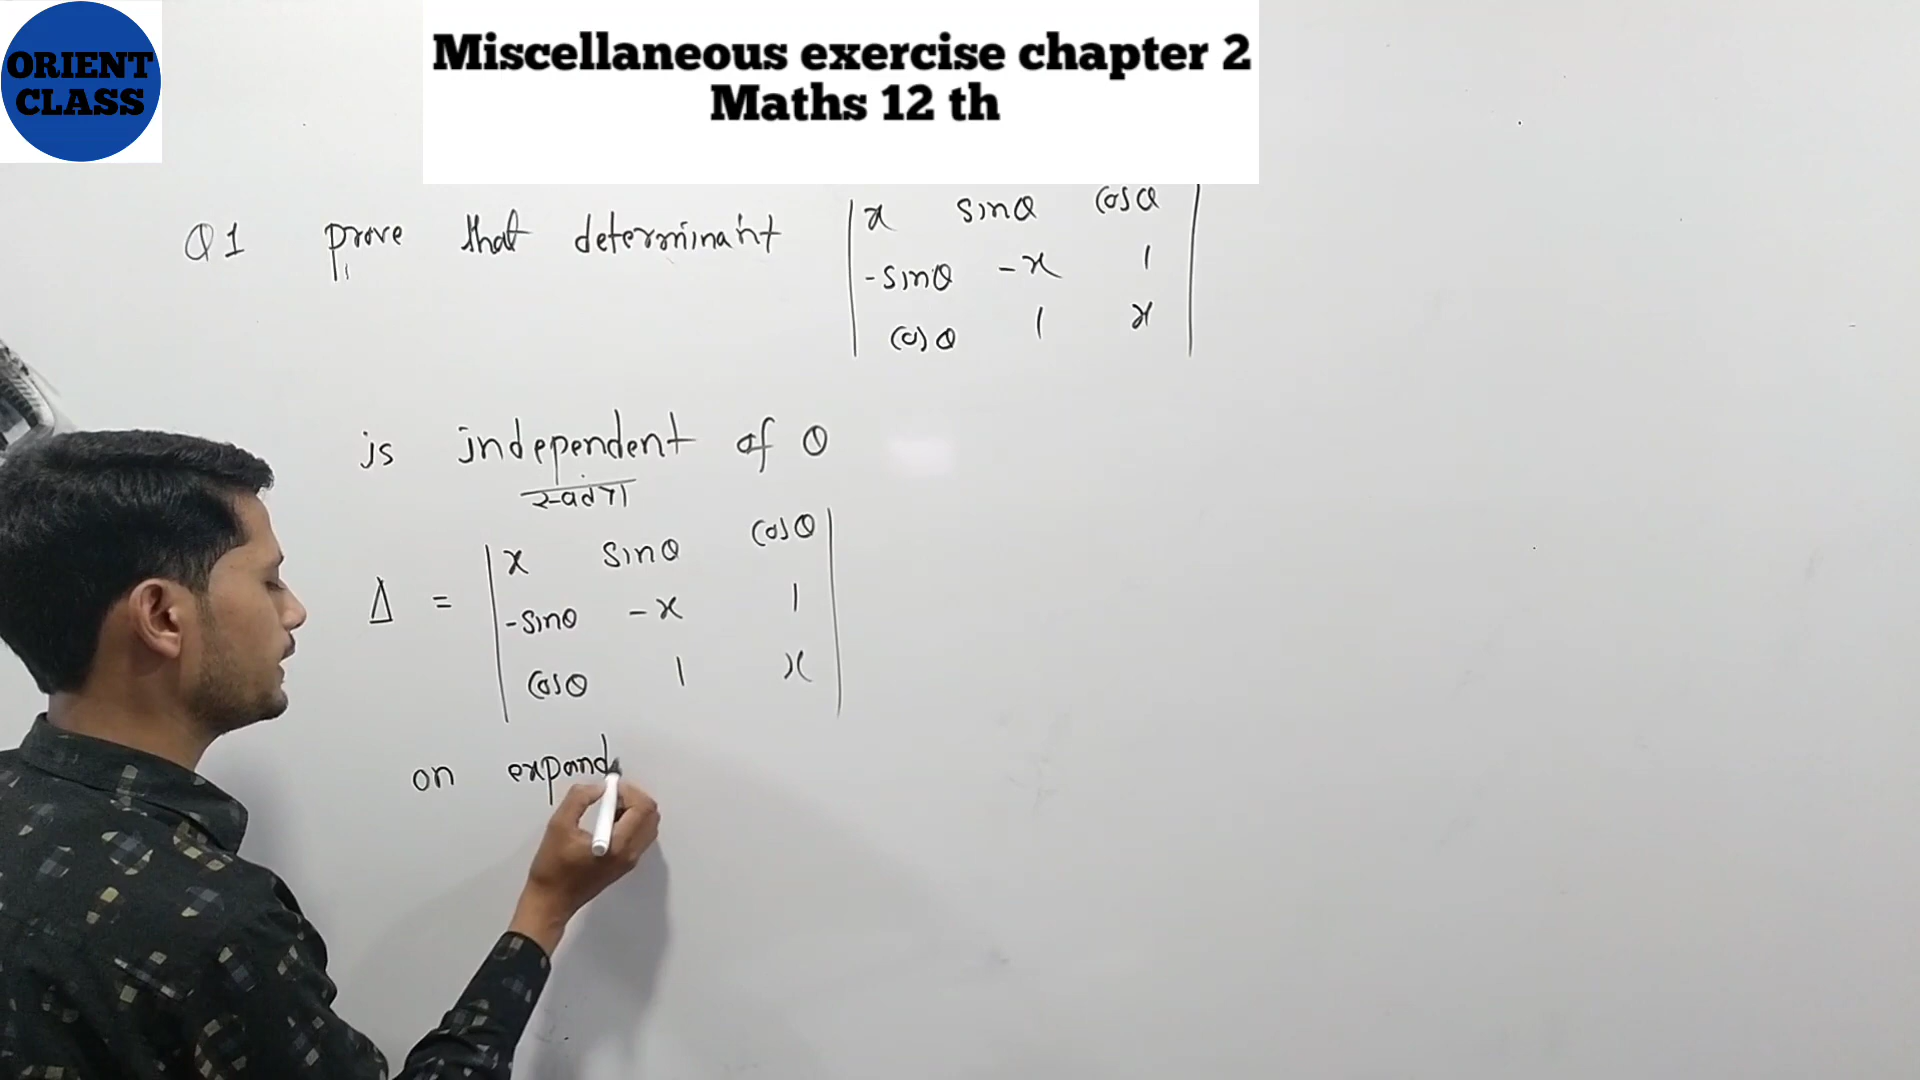 ORIENT
CLASS
Miscellaneous exercise chapter 2
Maths 12 th
Q1 prove that determinant | x sinθ cosθ |
| -sinθ -x 1 |
| cosθ 1 x |
is independent of θ
Δ = | x sinθ cosθ |
| -sinθ -x 1 |
| cosθ 1 x |
on expand